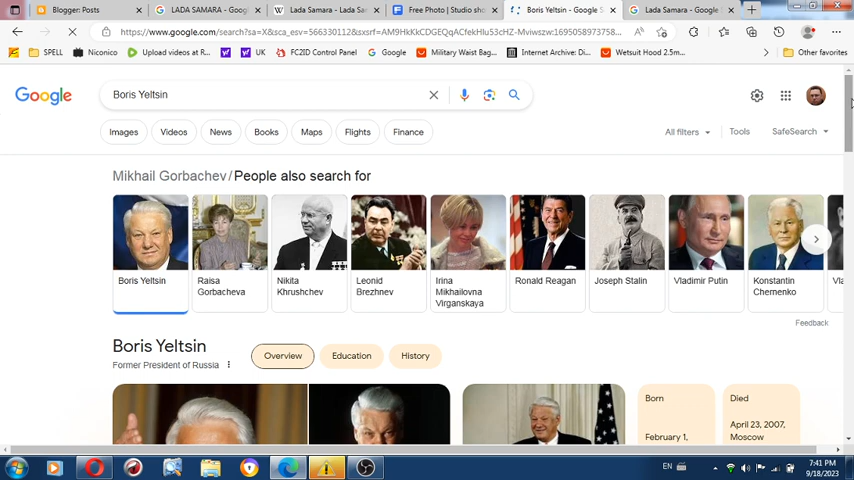 Blogger: Posts
LADA SAMARA - Googl
Lada Samara - Lada Sam
Free Photo | Studio sho
Boris Yeltsin - Google S
Lada Samara - Google
https://www.google.com/search?sa=X&sca_esv=566330112&sxsrf=AM9HkKkCDGEQqACfekHlu53cHZ-Mviwszw:1695058973758...
SPELL
Niconico
Upload videos at R...
UK
FC2ID Control Panel
Google
Military Waist Bag...
Internet Archive: Di...
Wetsuit Hood 2.5m...
Other favorites
Google
Boris Yeltsin
Images
Videos
News
Books
Maps
Flights
Finance
All filters
Tools
SafeSearch
Mikhail Gorbachev/People also search for
Boris Yeltsin
Raisa
Gorbacheva
Nikita
Khrushchev
Leonid
Brezhnev
Irina
Mikhailovna
Virganskaya
Ronald Reagan
Joseph Stalin
Vladimir Putin
Konstantin
Chernenko
Feedback
Boris Yeltsin
Former President of Russia
Overview
Education
History
Born
February 1,
Died
April 23, 2007,
Moscow
EN
7:41 PM
9/18/2023